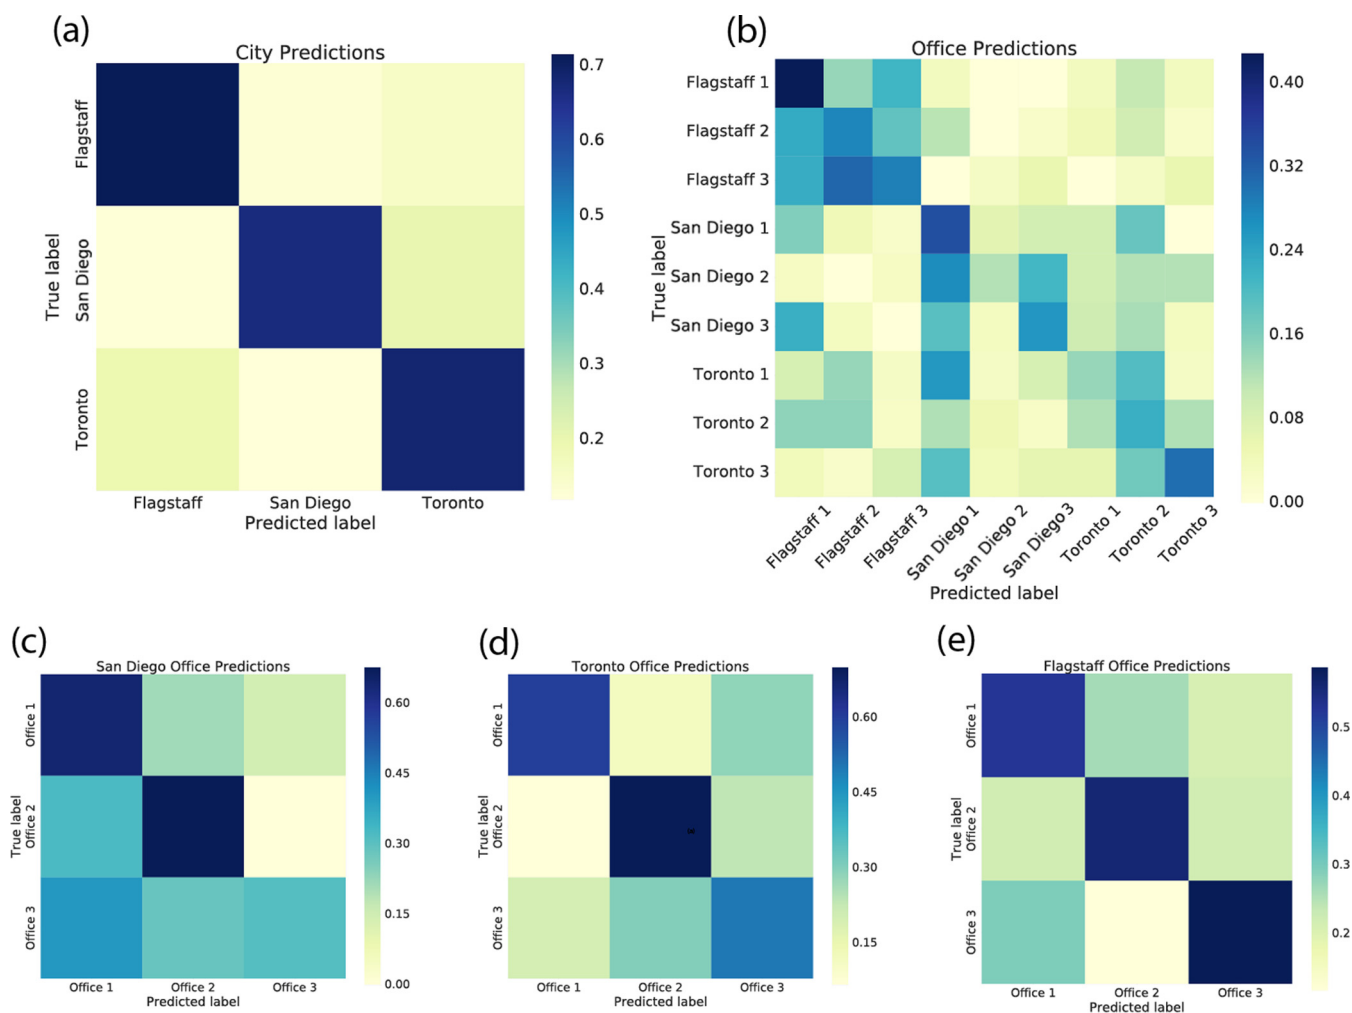 (a)
City Predictions
Flagstaff
San Diego
Toronto
True label
Flagstaff
San Diego
Toronto
Predicted label
0.7
0.6
0.5
0.4
0.3
0.2
(b)
Office Predictions
Flagstaff 1
Flagstaff 2
Flagstaff 3
San Diego 1
San Diego 2
San Diego 3
Toronto 1
Toronto 2
Toronto 3
True label
Flagstaff 1
Flagstaff 2
Flagstaff 3
San Diego 1
San Diego 2
San Diego3
Toronto 1
Toronto 2
Toronto 3
Predicted label
0.40
0.32
0.24
0.16
0.08
0.00
(c)
San Diego Office Predictions
Office 1
Office 2
Office 3
True label
Office 1
Office 2
Office 3
Predicted label
0.60
0.45
0.30
0.15
0.00
(d)
Toronto Office Predictions
Office 1
Office 2
Office 3
True label
Office 1
Office 2
Office 3
Predicted label
0.60
0.45
0.30
0.15
(e)
Flagstaff Office Predictions
Office 1
Office 2
Office 3
True label
Office 1
Office 2
Office 3
Predicted label
0.5
0.4
0.3
0.2